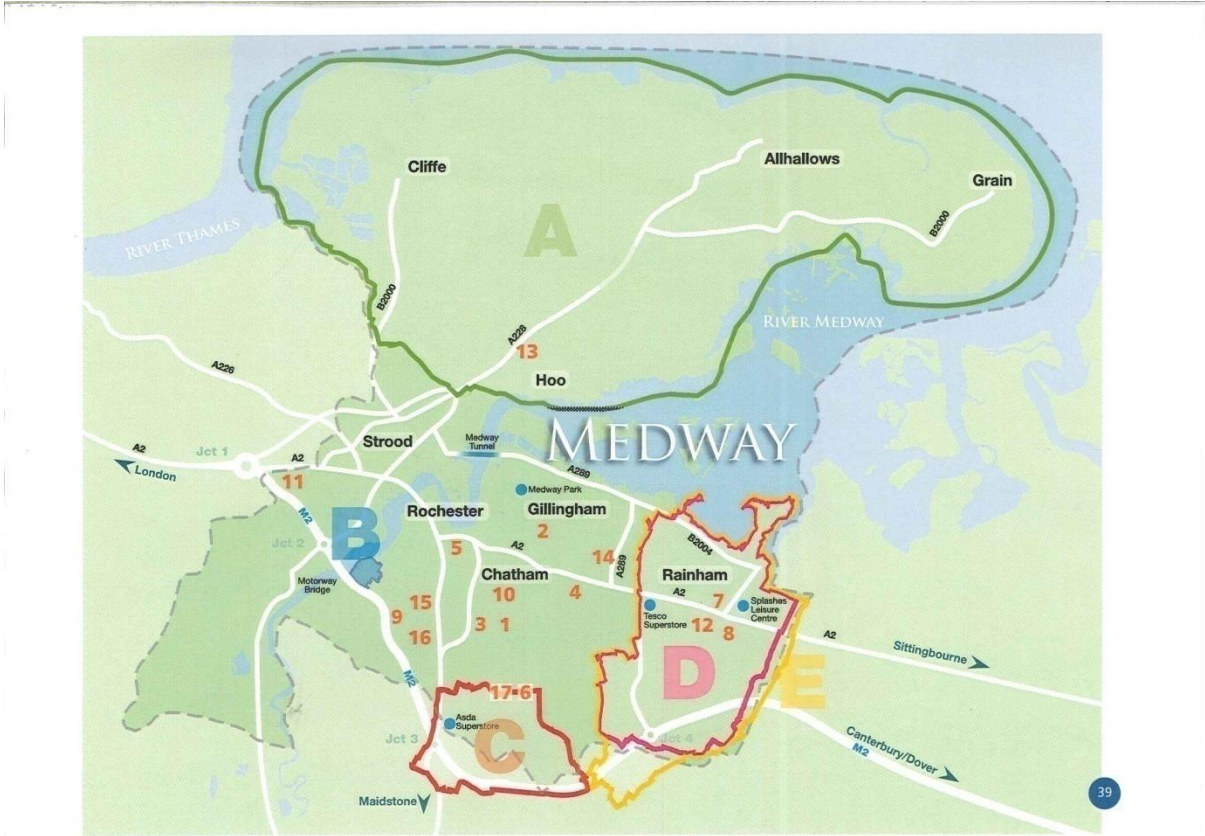 Cliffe
Allhallows
Grain
A
RIVER THAMES
B2000
B2000
A228
13
RIVER MEDWAY
Hoo
A226
MEDWAY
Strood
Medway
Tunnel
A2
Jct 1
A2
London
11
A289
Medway Park
M2
Rochester
Gillingham
B
2
Jct 2
5
A2
14
A289
B2004
Chatham
Rainham
Motorway
Bridge
10
4
A2
7
Splashes
Leisure
Centre
15
9
Tesco
Superstore
12
8
A2
3
1
16
Sittingbourne
M2
D
E
17-6
Asda
Superstore
C
Jct 3
Jct 4
Canterbury/Dover
M2
Maidstone
39